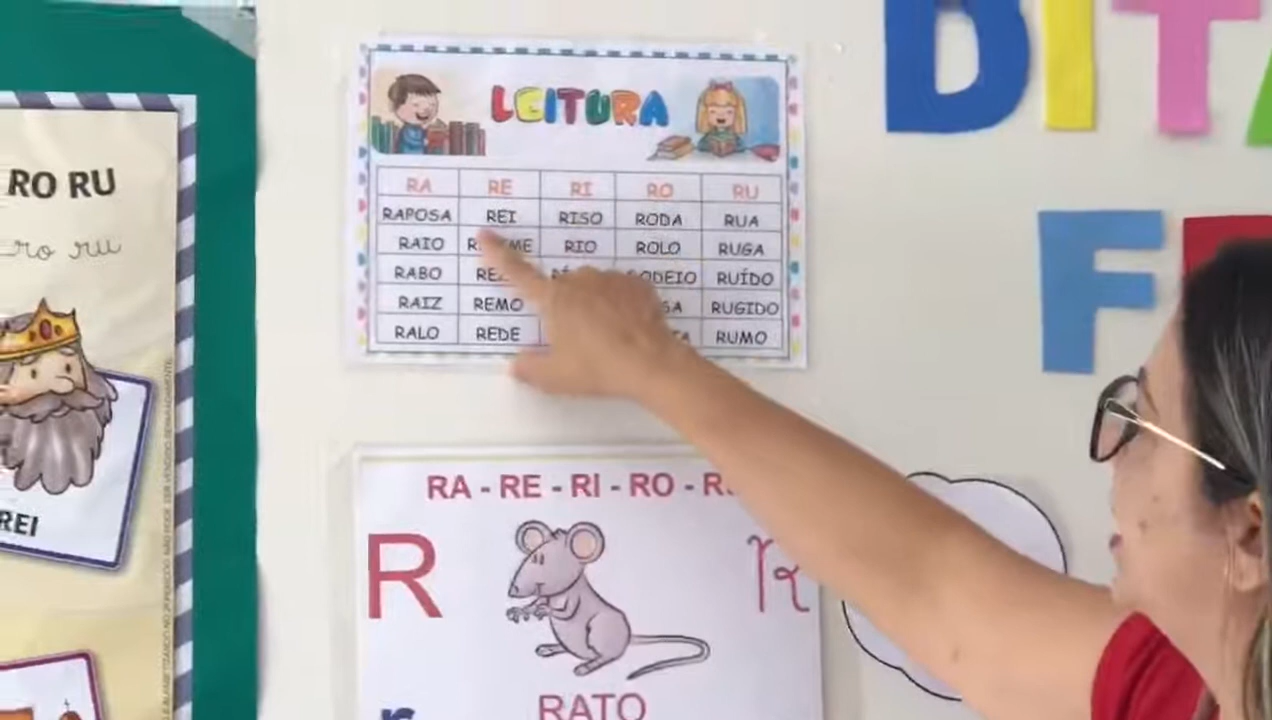 DITA
F
RO RU
ro ru
REI
LEITURA
RA RE RI RO RU
RAPOSA REI RISO RODA RUA
RAIO RIO ROLO RUGA
RABO RODEIO RUÍDO
RAIZ REMO RUGIDO
RALO REDE RUMO
RA - RE - RI - RO -
R R
RATO
r